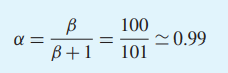 α = β / β + 1 = 100 / 101 ≃ 0.99